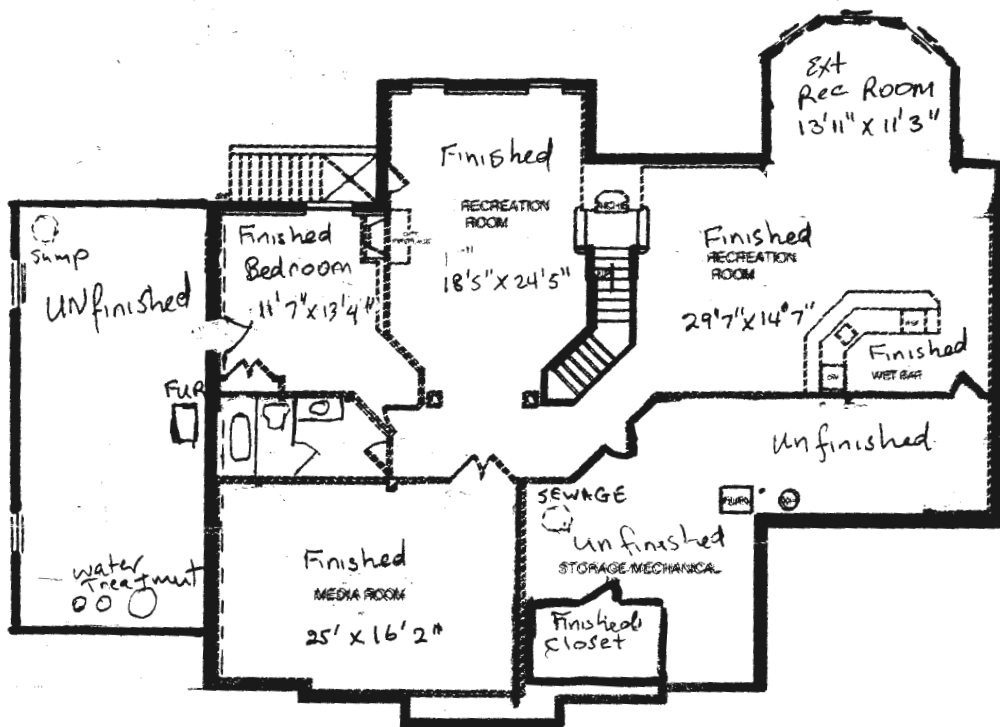 Ext
Rec Room
13'11" x 11'3"
Finished
RECREATION
ROOM
18'5" x 24'5"
NICHE
Finished
RECREATION
ROOM
29'7" x 14'7"
Finished
WET BAR
Finished
Bedroom
11'7" x 13'4"
Sump
UNfinished
FUR
Water
Treatment
Unfinished
SEWAGE
Unfinished
STORAGE/MECHANICAL
Finished
MEDIA ROOM
25' x 16'2"
Finished
Closet